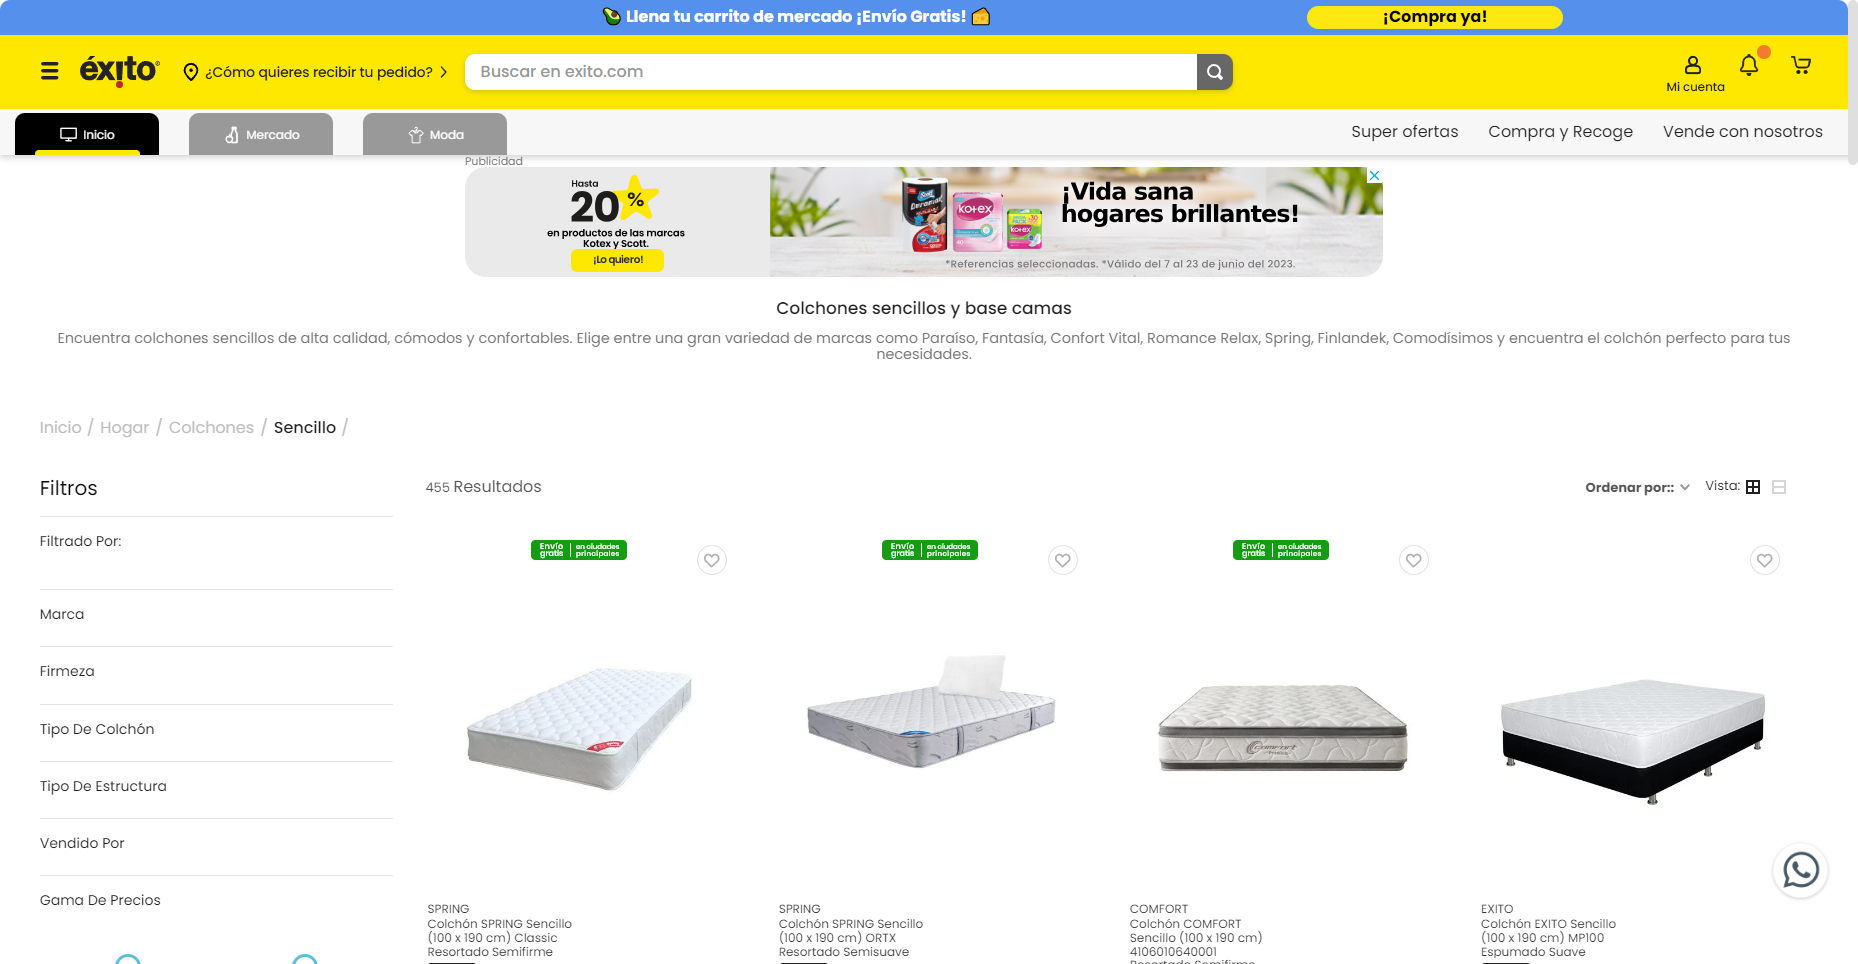 Llena tu carrito de mercado ¡Envío Gratis!
¡Compra ya!
éxito
¿Cómo quieres recibir tu pedido?
Buscar en exito.com
Mi cuenta
Inicio
Mercado
Moda
Super ofertas
Compra y Recoge
Vende con nosotros
Publicidad
Hasta
20%
en productos de las marcas
Kotex y Scott.
¡Lo quiero!
Scott
kotex
kotex
¡Vida sana
hogares brillantes!
*Referencias seleccionadas. *Válido del 7 al 23 de junio del 2023.
Colchones sencillos y base camas
Encuentra colchones sencillos de alta calidad, cómodos y confortables. Elige entre una gran variedad de marcas como Paraíso, Fantasía, Confort Vital, Romance Relax, Spring, Finlandek, Comodísimos y encuentra el colchón perfecto para tus
necesidades.
Inicio / Hogar / Colchones / Sencillo /
Filtros
455 Resultados
Ordenar por::
Vista:
Filtrado Por:
Marca
Firmeza
Tipo De Colchón
Tipo De Estructura
Vendido Por
Gama De Precios
Envío gratis | en ciudades principales
Envío gratis | en ciudades principales
Envío gratis | en ciudades principales
SPRING
Colchón SPRING Sencillo
(100 x 190 cm) Classic
Resortado Semifirme
SPRING
Colchón SPRING Sencillo
(100 x 190 cm) ORTX
Resortado Semisuave
COMFORT
Colchón COMFORT
Sencillo (100 x 190 cm)
4106010640001
Resortado Semifirme
EXITO
Colchón EXITO Sencillo
(100 x 190 cm) MP100
Espumado Suave